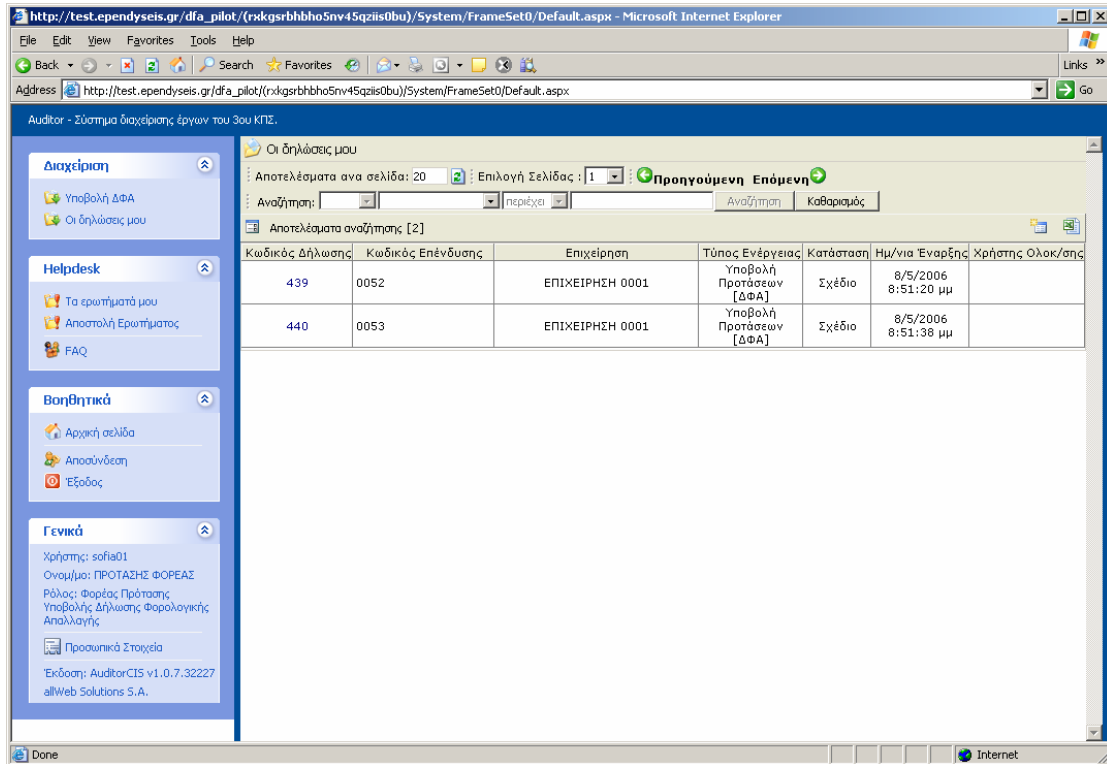 http://test.ependyseis.gr/dfa_pilot/(rxkgsrbhbho5nv45qziis0bu)/System/FrameSet0/Default.aspx - Microsoft Internet Explorer
File Edit View Favorites Tools Help
Back Search Favorites Links »
Address http://test.ependyseis.gr/dfa_pilot/(rxkgsrbhbho5nv45qziis0bu)/System/FrameSet0/Default.aspx Go
Auditor - Σύστημα διαχείρισης έργων του 3ου ΚΠΣ.
Διαχείριση
Υποβολή ΔΦΑ
Οι δηλώσεις μου
Helpdesk
Τα ερωτήματά μου
Αποστολή Ερωτήματος
FAQ
Βοηθητικά
Αρχική σελίδα
Αποσύνδεση
Έξοδος
Γενικά
Χρήστης: sofia01
Ονομ/μο: ΠΡΟΤΑΣΗΣ ΦΟΡΕΑΣ
Ρόλος: Φορέας Πρότασης
Υποβολής Δήλωσης Φορολογικής
Απαλλαγής
Προσωπικά Στοιχεία
Έκδοση: AuditorCIS v1.0.7.32227
allWeb Solutions S.A.
Οι δηλώσεις μου
Αποτελέσματα ανα σελίδα: 20 Επιλογή Σελίδας : 1 Προηγούμενη Επόμενη
Αναζήτηση: περιέχει Αναζήτηση Καθαρισμός
Αποτελέσματα αναζήτησης [2]
Κωδικός Δήλωσης Κωδικός Επένδυσης Επιχείρηση Τύπος Ενέργειας Κατάσταση Ημ/νια Έναρξης Χρήστης Ολοκ/σης
439 0052 ΕΠΙΧΕΙΡΗΣΗ 0001 Υποβολή Προτάσεων [ΔΦΑ] Σχέδιο 8/5/2006 8:51:20 μμ
440 0053 ΕΠΙΧΕΙΡΗΣΗ 0001 Υποβολή Προτάσεων [ΔΦΑ] Σχέδιο 8/5/2006 8:51:38 μμ
Done Internet